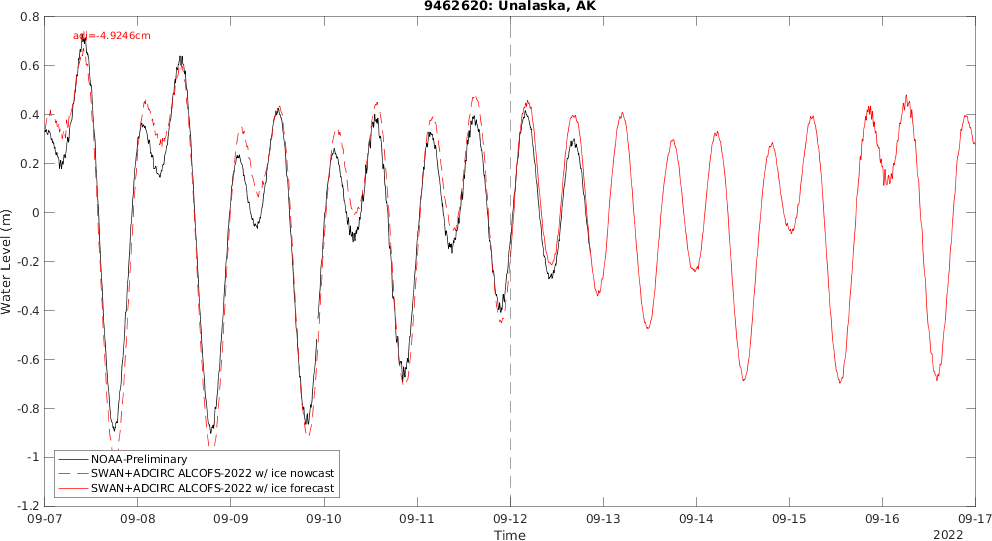 9462620: Unalaska, AK
adj=-4.9246cm
Water Level (m)
0.8
0.6
0.4
0.2
0
-0.2
-0.4
-0.6
-0.8
-1
-1.2
NOAA-Preliminary
SWAN+ADCIRC ALCOFS-2022 w/ ice nowcast
SWAN+ADCIRC ALCOFS-2022 w/ ice forecast
09-07 09-08 09-09 09-10 09-11 09-12 09-13 09-14 09-15 09-16 09-17
Time
2022